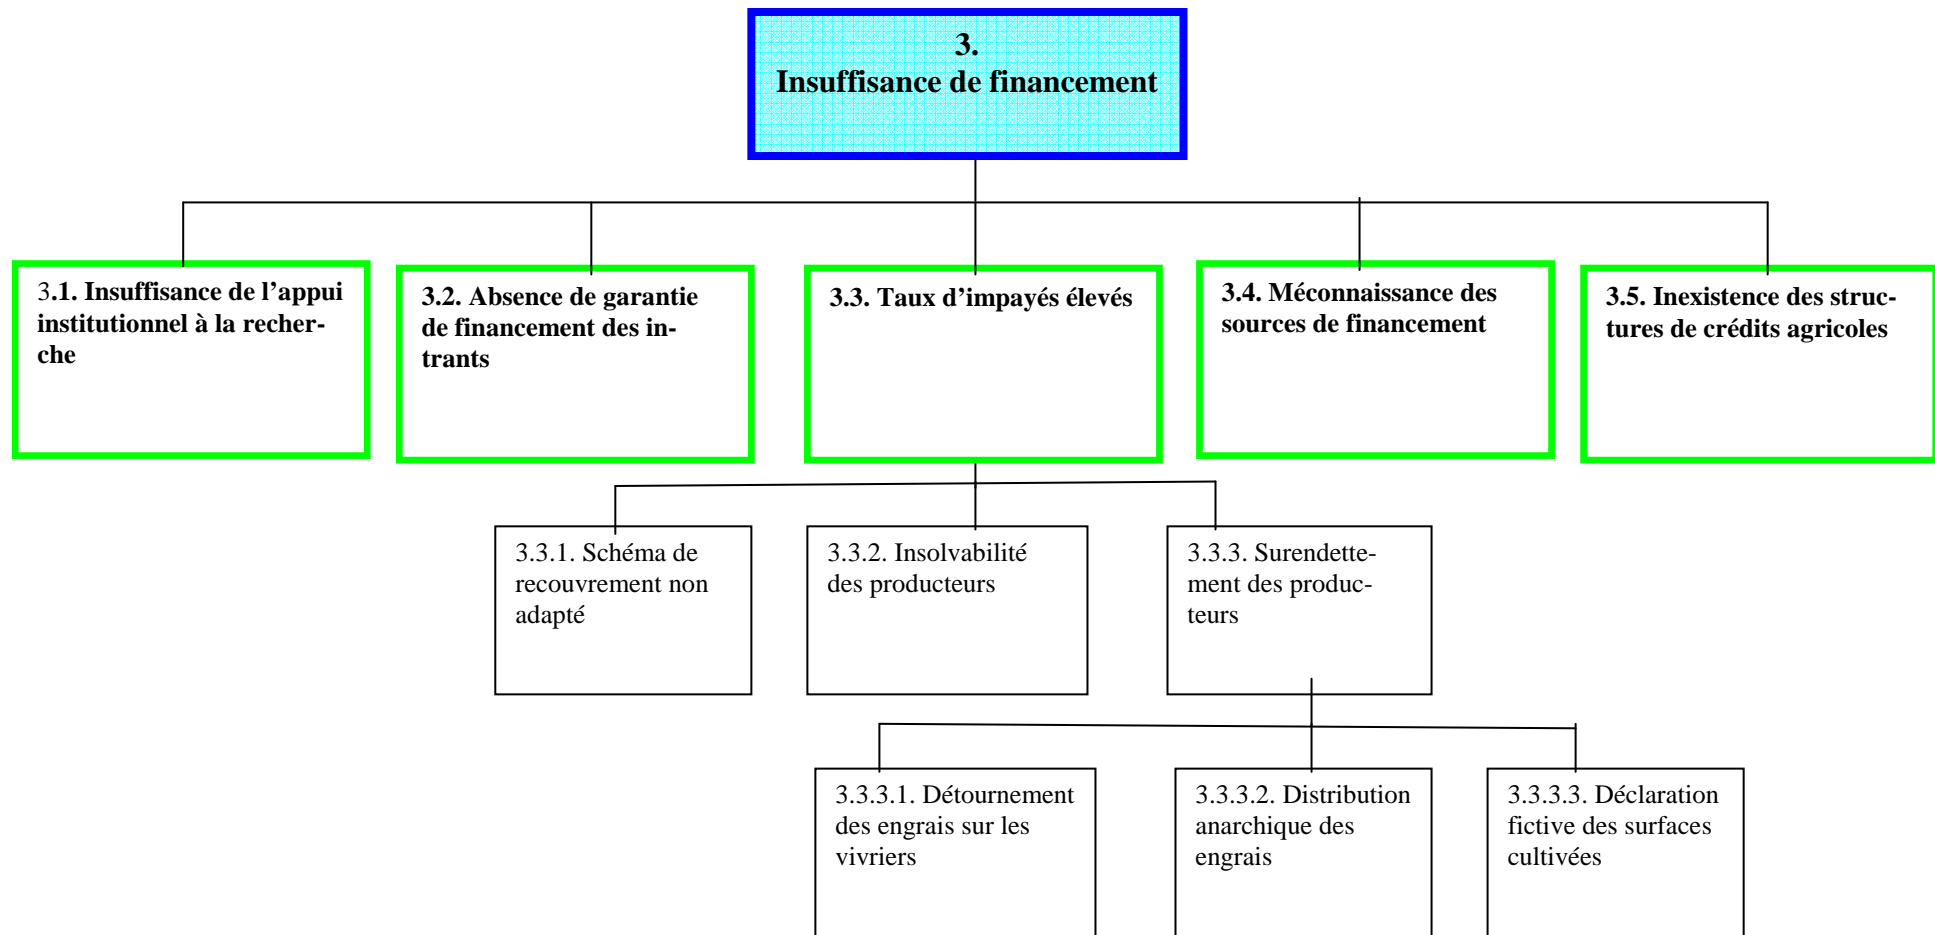 3.
Insuffisance de financement
3.1. Insuffisance de l’appui
institutionnel à la recher-
che
3.2. Absence de garantie
de financement des in-
trants
3.3. Taux d’impayés élevés
3.4. Méconnaissance des
sources de financement
3.5. Inexistence des struc-
tures de crédits agricoles
3.3.1. Schéma de
recouvrement non
adapté
3.3.2. Insolvabilité
des producteurs
3.3.3. Surendette-
ment des produc-
teurs
3.3.3.1. Détournement
des engrais sur les
vivriers
3.3.3.2. Distribution
anarchique des
engrais
3.3.3.3. Déclaration
fictive des surfaces
cultivées